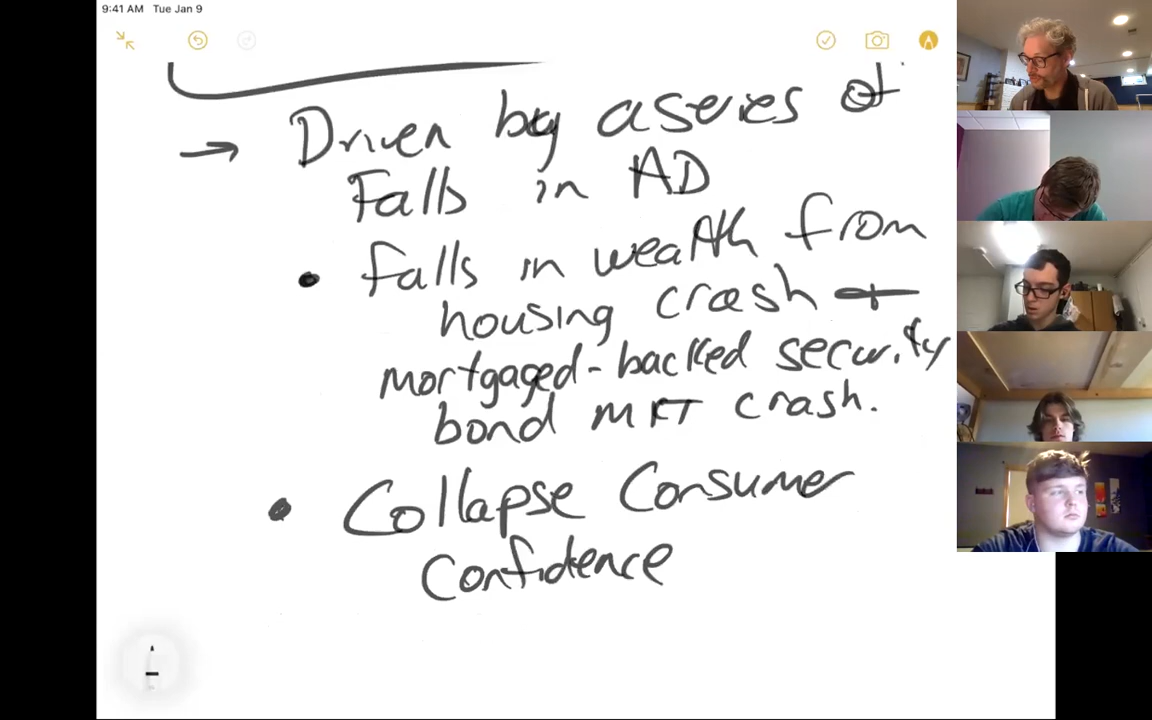 9:41 AM Tue Jan 9
→ Driven by a series of
Falls in AD
• falls in wealth from
housing crash +
mortgaged-backed security
bond MKT crash.
• Collapse Consumer
Confidence